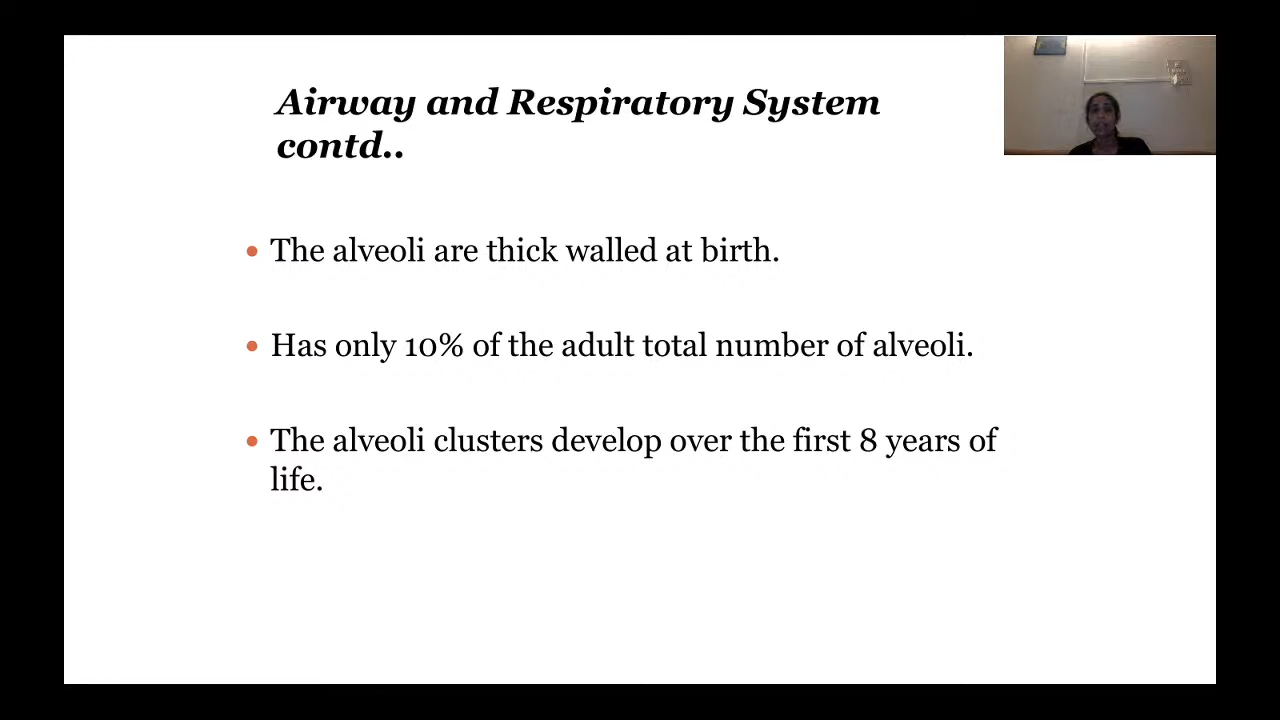 Airway and Respiratory System
contd..
The alveoli are thick walled at birth.
Has only 10% of the adult total number of alveoli.
The alveoli clusters develop over the first 8 years of
life.